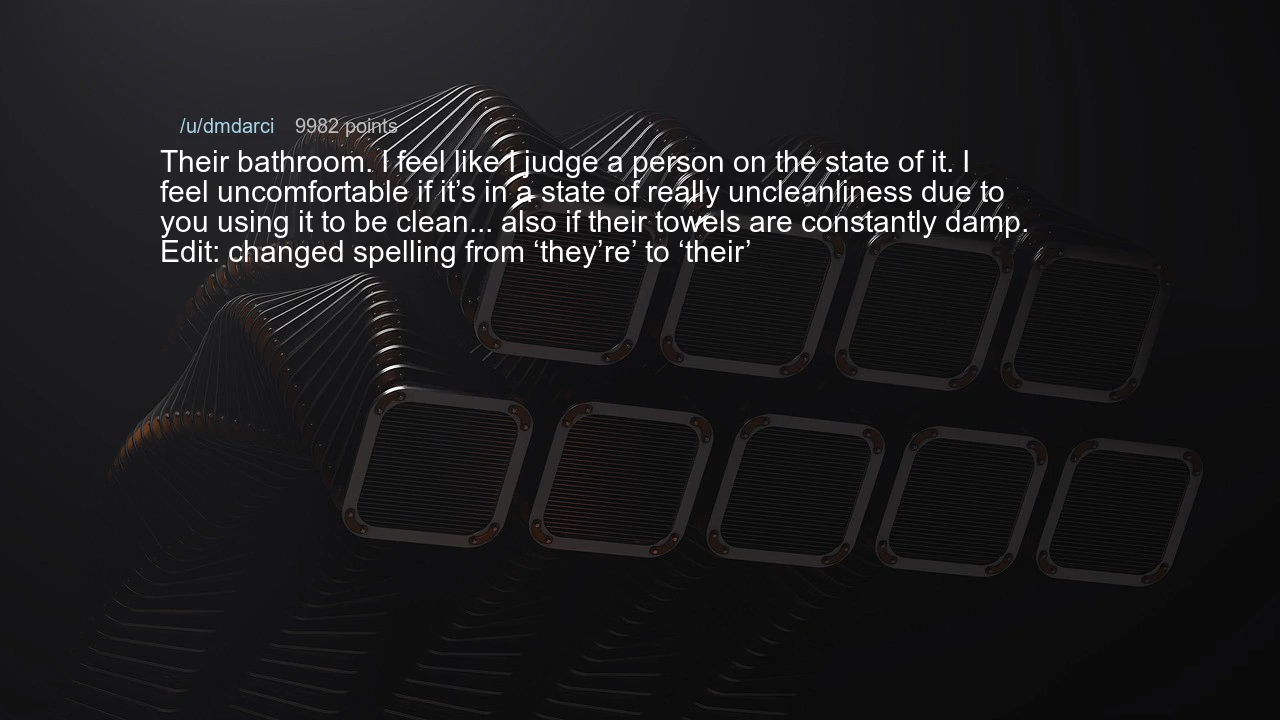 /u/dmdarci 9982 points
Their bathroom. I feel like I judge a person on the state of it. I
feel uncomfortable if it’s in a state of really uncleanliness due to
you using it to be clean... also if their towels are constantly damp.
Edit: changed spelling from ‘they’re’ to ‘their’